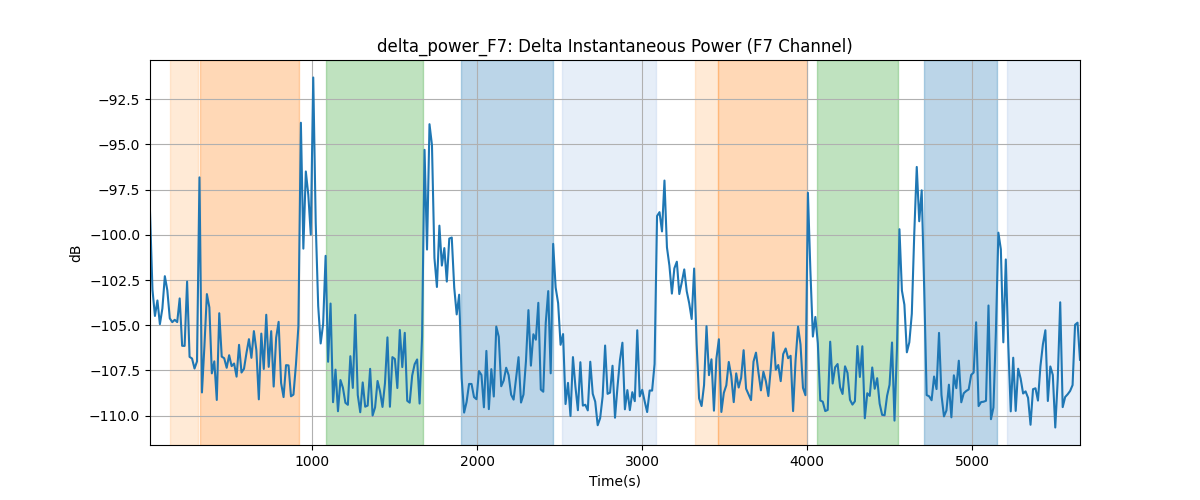 delta_power_F7: Delta Instantaneous Power (F7 Channel)
−92.5
−95.0
−97.5
−100.0
−102.5
−105.0
−107.5
−110.0
dB
1000 2000 3000 4000 5000
Time(s)